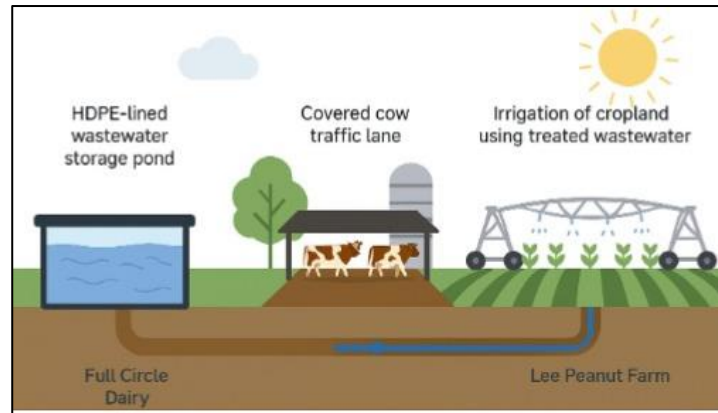 HDPE-lined
wastewater
storage pond
Covered cow
traffic lane
Irrigation of cropland
using treated wastewater
Full Circle
Dairy
Lee Peanut Farm